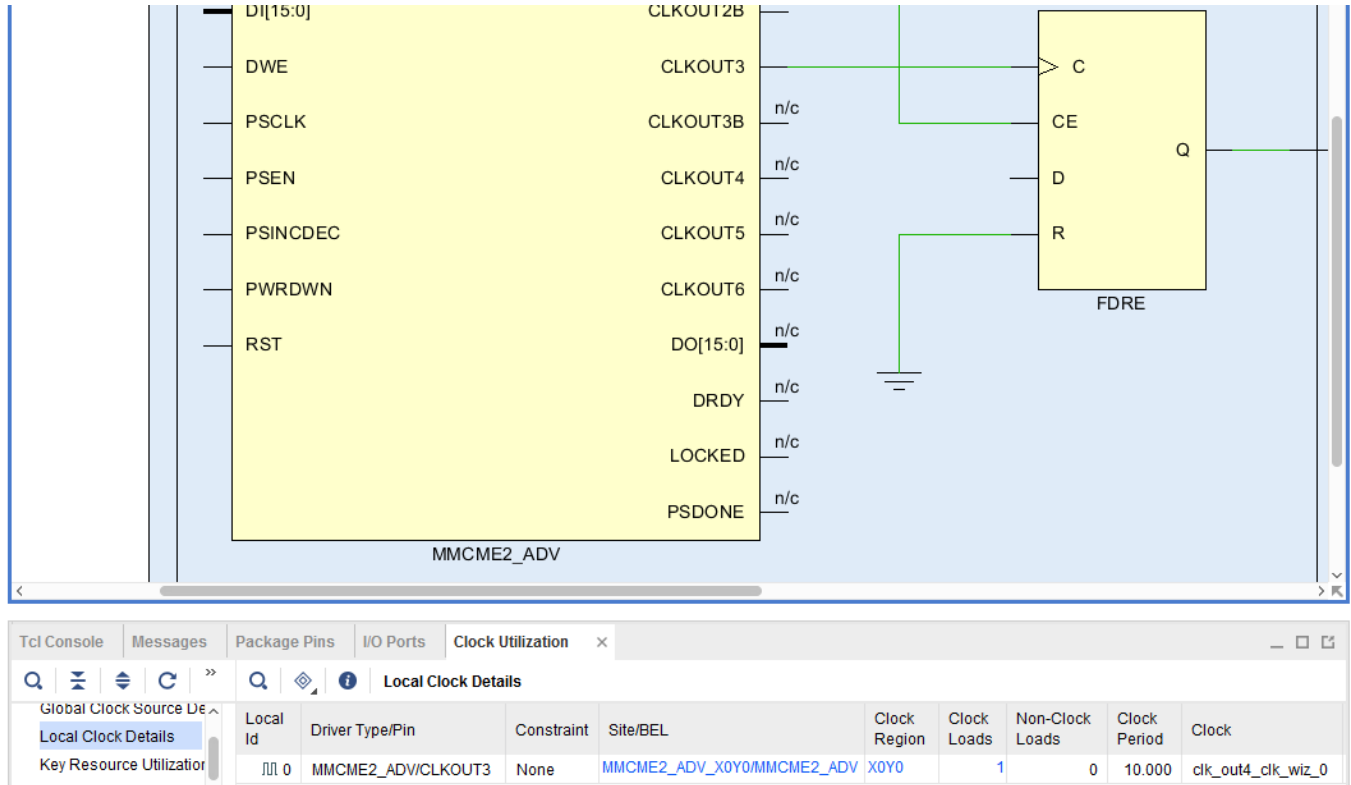 DI[15:0] CLKOUT2B
DWE CLKOUT3 C
n/c
PSCLK CLKOUT3B CE
Q
n/c
PSEN CLKOUT4 D
n/c
PSINCDEC CLKOUT5 R
n/c
PWRDWN CLKOUT6
FDRE
n/c
RST DO[15:0]
n/c
DRDY
n/c
LOCKED
n/c
PSDONE
MMCME2_ADV
Tcl Console Messages Package Pins I/O Ports Clock Utilization ×
» Local Clock Details
Global Clock Source De
Local Clock Details
Key Resource Utilization
Local Id Driver Type/Pin Constraint Site/BEL Clock Region Clock Loads Non-Clock Loads Clock Period Clock
0 MMCME2_ADV/CLKOUT3 None MMCME2_ADV_X0Y0/MMCME2_ADV X0Y0 1 0 10.000 clk_out4_clk_wiz_0